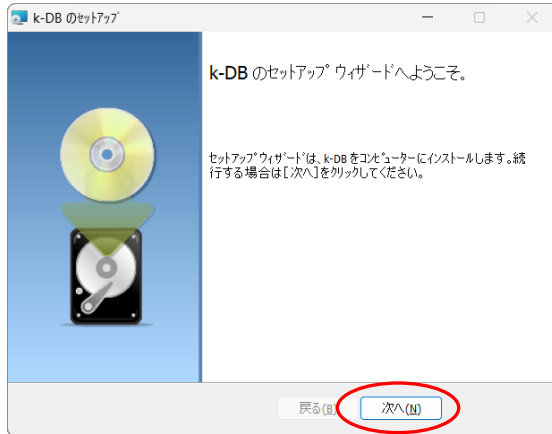 k-DB のセットアップ
k-DB のセットアップ ウィザードへようこそ。
セットアップ ウィザードは、k-DB をコンピューターにインストールします。続
行する場合は[次へ]をクリックしてください。
戻る(B)
次へ(N)